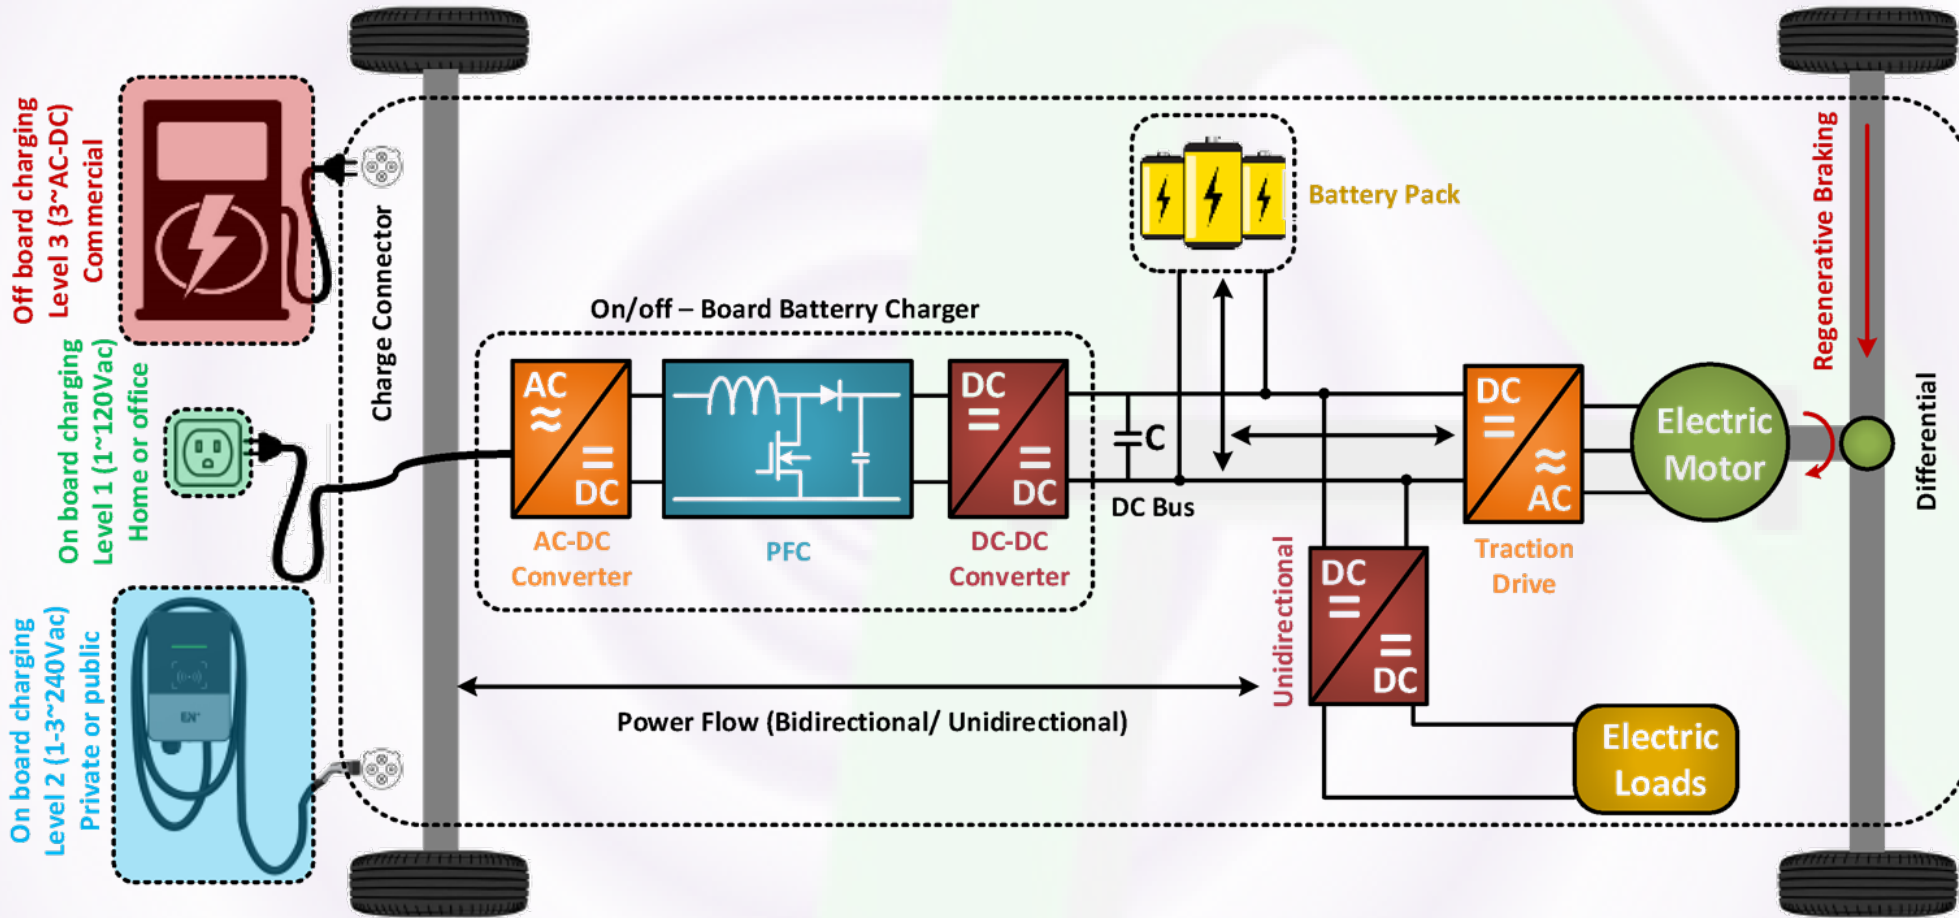 Off board charging
Level 3 (3~AC-DC)
Commercial
On board charging
Level 1 (1~120Vac)
Home or office
On board charging
Level 2 (1-3~240Vac)
Private or public
EN+
Charge Connector
On/off – Board Batterry Charger
AC
DC
AC-DC
Converter
PFC
DC
DC
DC-DC
Converter
Power Flow (Bidirectional/ Unidirectional)
Battery Pack
C
DC Bus
Unidirectional
DC
DC
Electric
Loads
DC
AC
Traction
Drive
Electric
Motor
Regenerative Braking
Differential